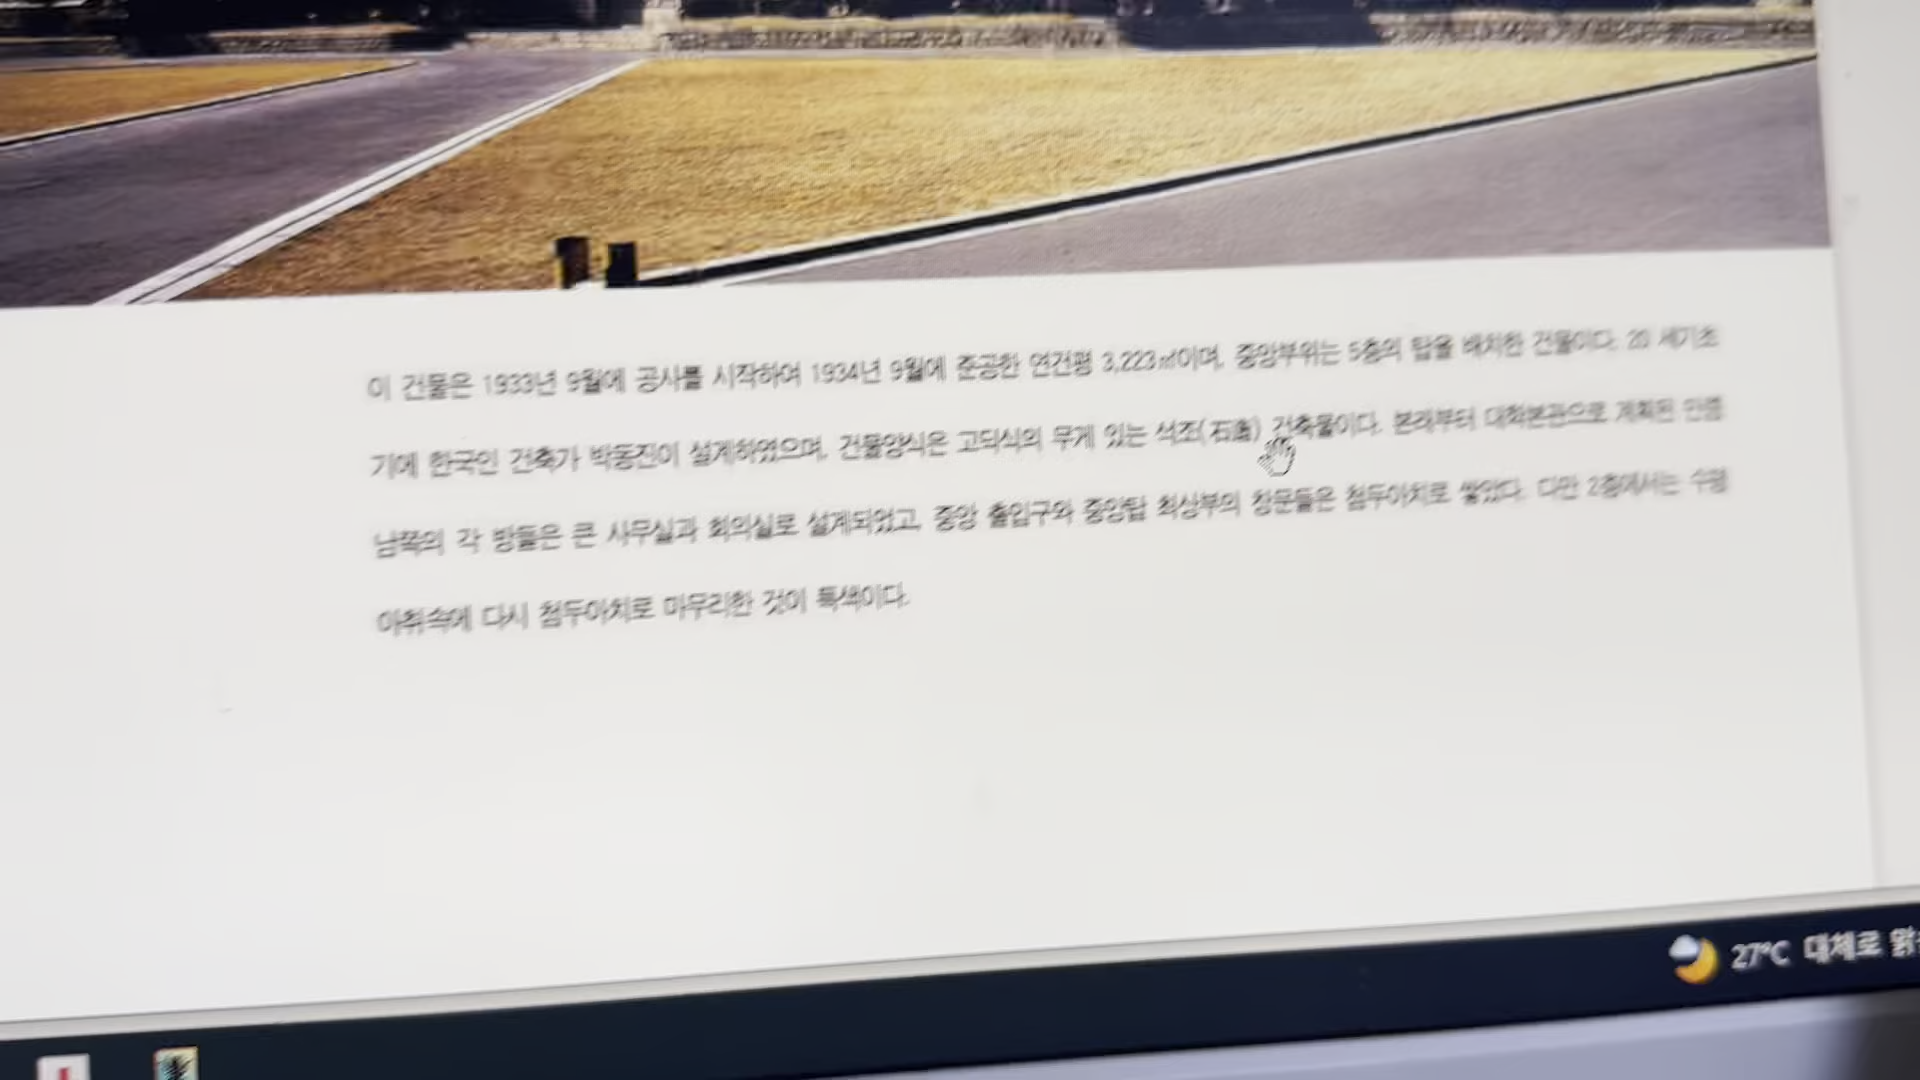 이 건물은 1933년 9월에 공사를 시작하여 1934년 9월에 준공한 연건평 3,223㎡이며, 중앙부위는 5층의 탑을 배치한 건물이다. 20 세기초
기에 한국인 건축가 박동진이 설계하였으며, 건물양식은 고딕식의 무게 있는 석조(石造) 건축물이다. 본래부터 대학본관으로 계획된 만큼
남쪽의 각 방들은 큰 사무실과 회의실로 설계되었고, 중앙 출입구와 중앙탑 최상부의 창문들은 첨두아치로 쌓았다. 다만 2층에서는 수평
아취속에 다시 첨두아치로 마무리한 것이 특색이다.
27°C 대체로